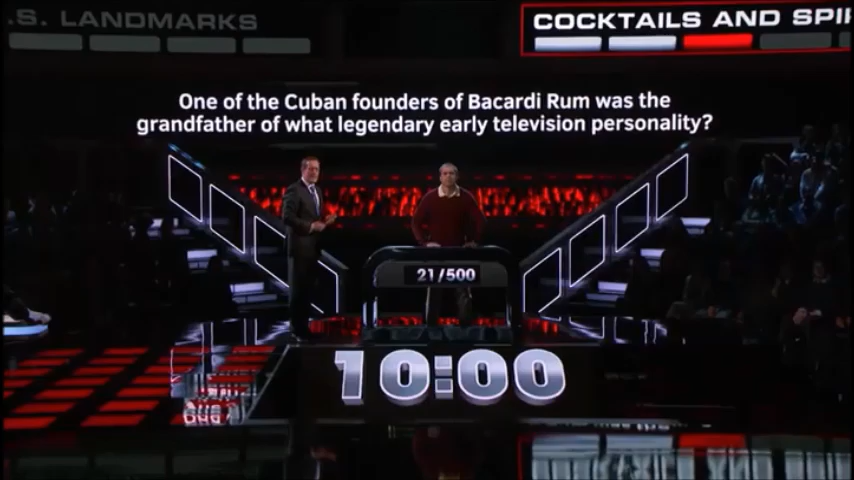 .S. LANDMARKS
COCKTAILS AND SPI
One of the Cuban founders of Bacardi Rum was the
grandfather of what legendary early television personality?
21/500
10:00